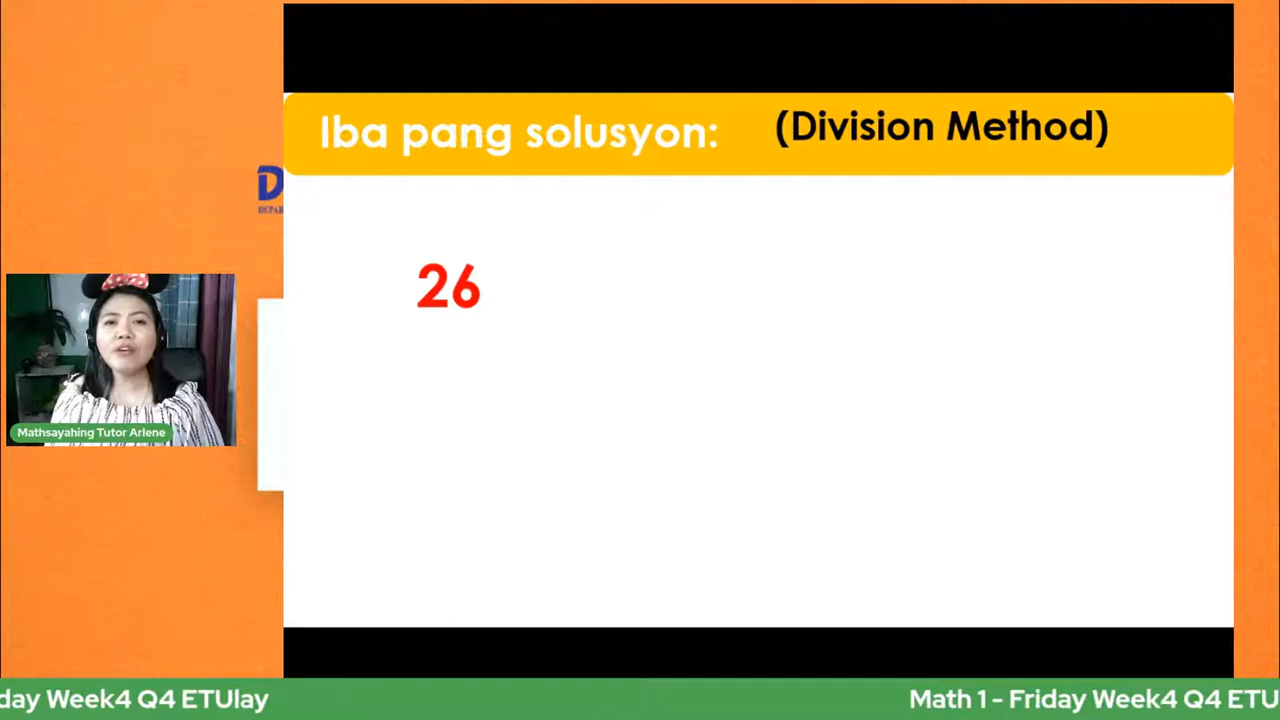 Iba pang solusyon: (Division Method)
26
D
DEPAR
Mathsayahing Tutor Arlene
day Week4 Q4 ETUlay
Math 1 - Friday Week4 Q4 ETU